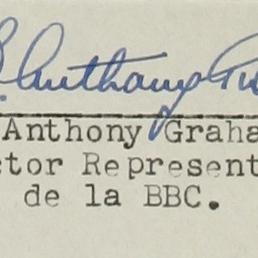 Anthony
Anthony Graha
ctor Represent
de la BBC.